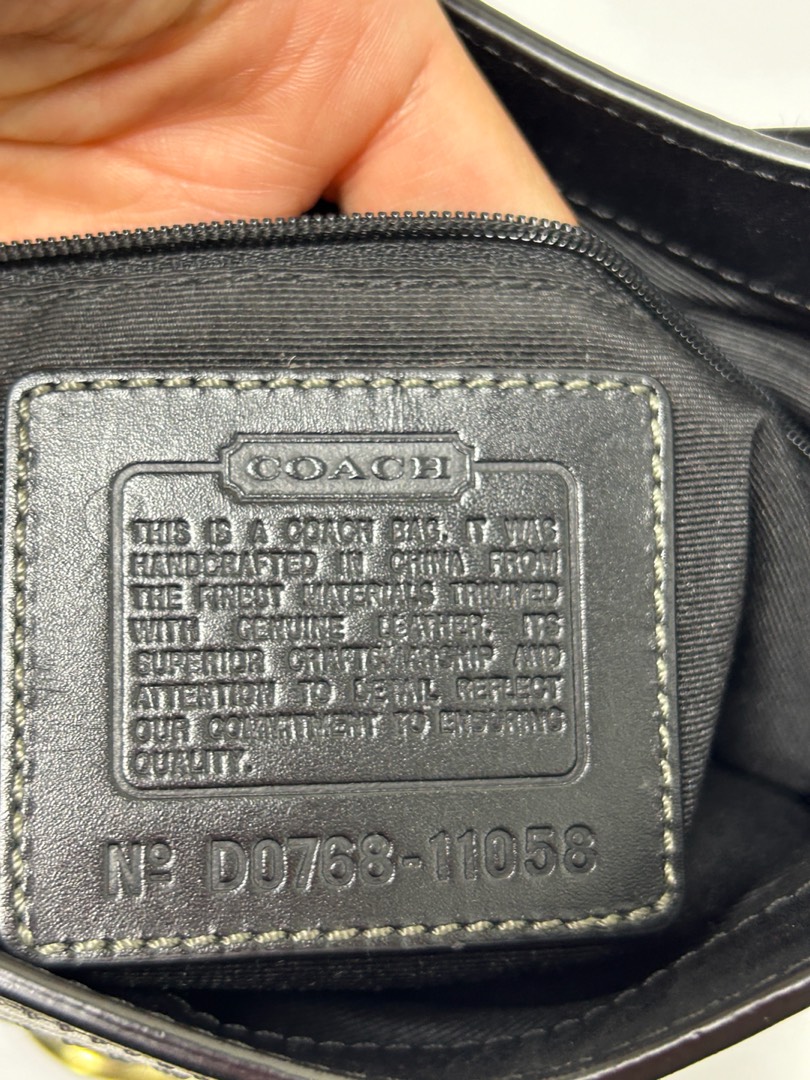 COACH
THIS IS A COACH BAG. IT WAS
HANDCRAFTED IN CHINA FROM
THE FINEST MATERIALS TRIMMED
WITH GENUINE LEATHER. ITS
SUPERIOR CRAFTSMANSHIP AND
ATTENTION TO DETAIL REFLECT
OUR COMMITMENT TO ENSURING
QUALITY.
Nº D0768-11058